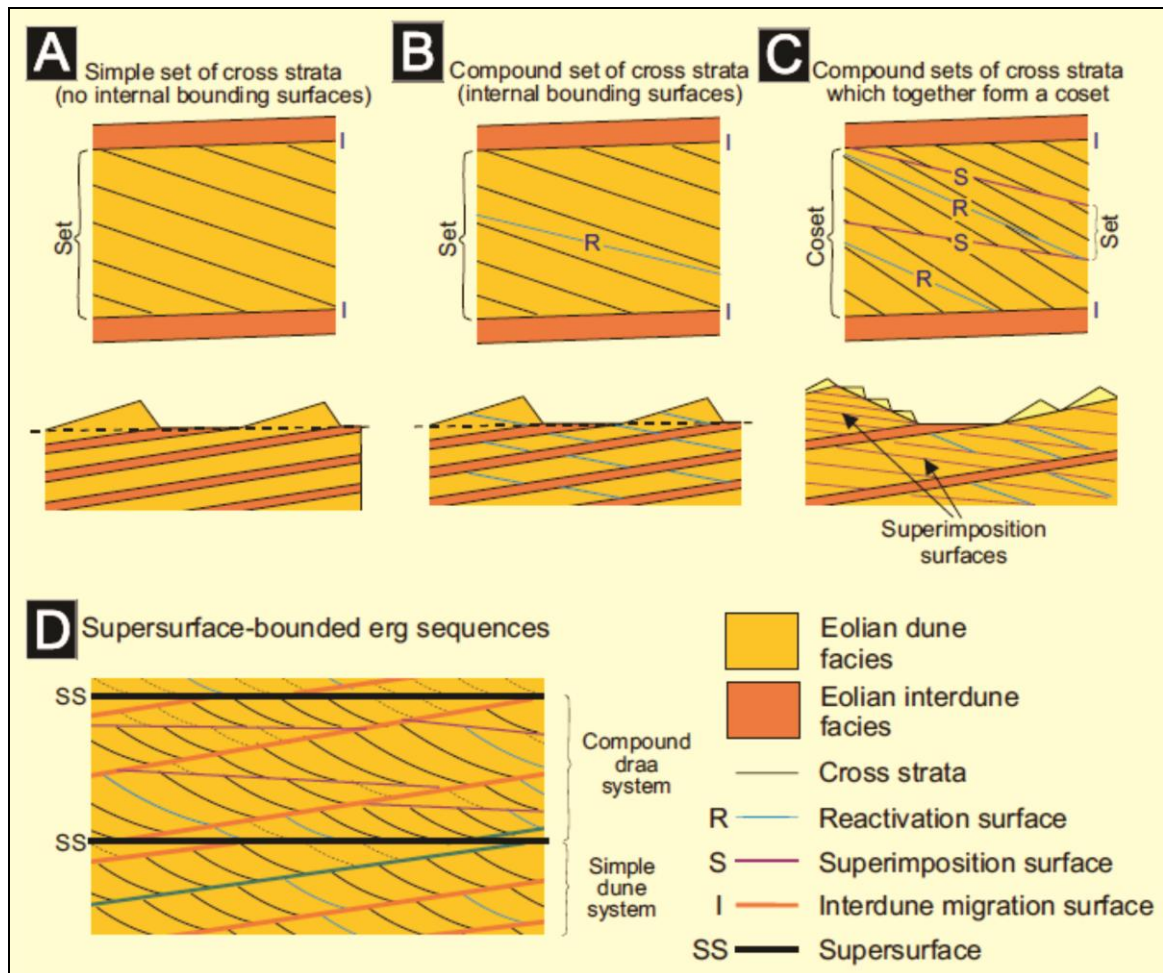 A
Simple set of cross strata
(no internal bounding surfaces)
I
Set
I
B
Compound set of cross strata
(internal bounding surfaces)
I
Set
R
I
C
Compound sets of cross strata
which together form a coset
I
S
R
Coset
Set
S
R
I
Superimposition
surfaces
D
Supersurface-bounded erg sequences
SS
Compound
draa
system
SS
Simple
dune
system
Eolian dune
facies
Eolian interdune
facies
Cross strata
R Reactivation surface
S Superimposition surface
I Interdune migration surface
SS Supersurface